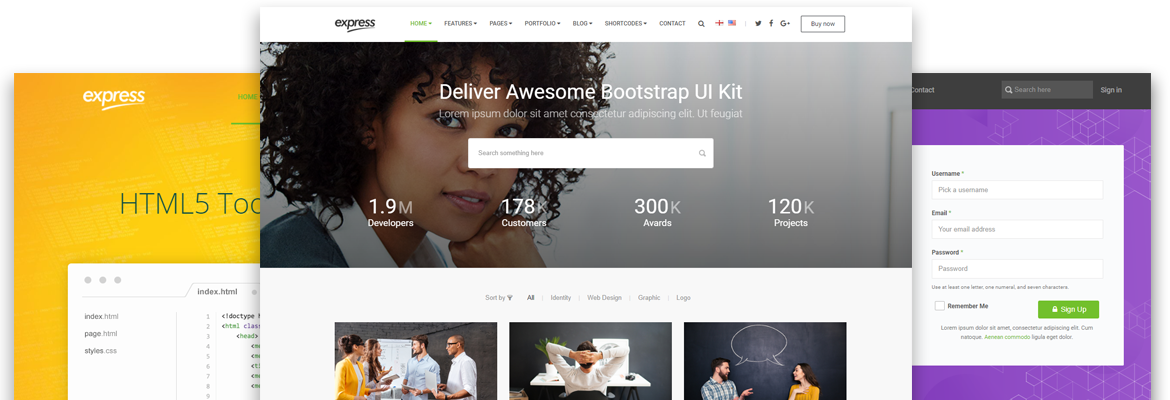 express
HOME
HTML5 Too
index.html
index.html
page.html
styles.css
1 <!doctype h
2 <html clas
3 <head>
4 <m
5 <m
6 <t
7 <m
8 <m
express
HOME FEATURES PAGES PORTFOLIO BLOG SHORTCODES CONTACT Buy now
Deliver Awesome Bootstrap UI Kit
Lorem ipsum dolor sit amet consectetur adipiscing elit. Ut feugiat
Search something here
1.9M 178K 300K 120K
Developers Customers Avards Projects
Sort by All Identity Web Design Graphic Logo
Contact Search here Sign in
Username *
Pick a username
Email *
Your email address
Password *
Password
Use at least one letter, one numeral, and seven characters.
Remember Me Sign Up
Lorem ipsum dolor sit amet, consectetur adipiscing elit. Cum
natoque. Aenean commodo ligula eget dolor.